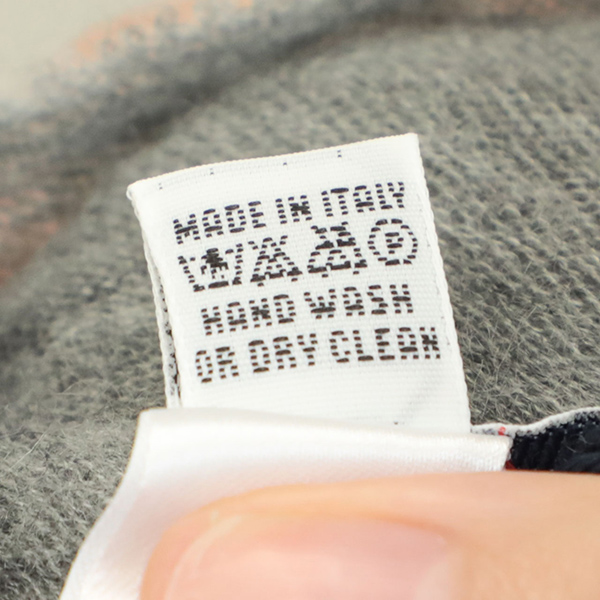 MADE IN ITALY
P
HAND WASH
OR DRY CLEAN